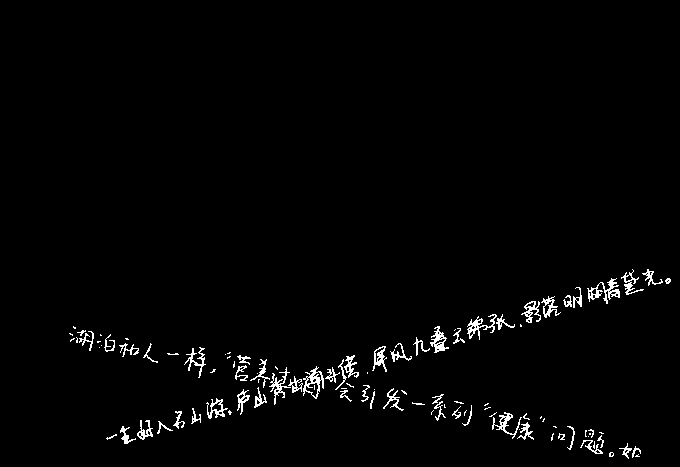 湖泊和人一样，"营养过会引发一系列"健康"问题。如
一生好入名山游。庐山秀出南斗傍，屏风九叠云锦张，影落明湖青黛光。